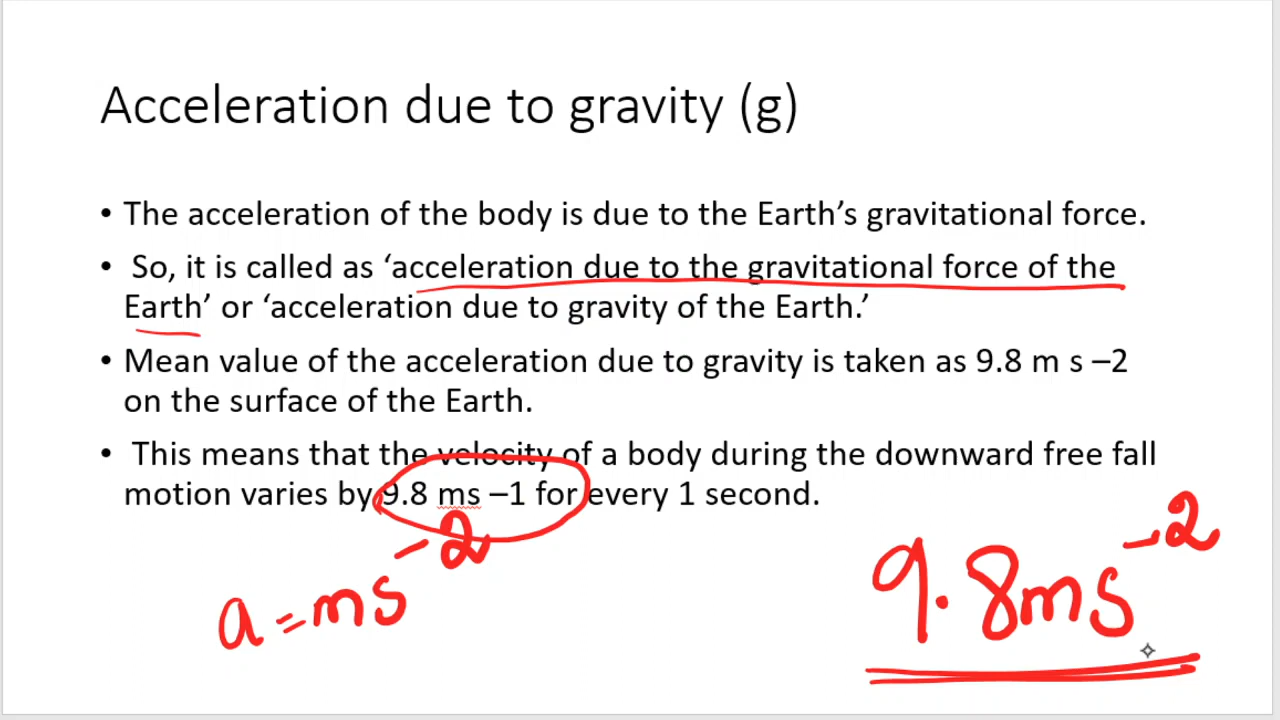 Acceleration due to gravity (g)
• The acceleration of the body is due to the Earth’s gravitational force.
• So, it is called as ‘acceleration due to the gravitational force of the
Earth’ or ‘acceleration due to gravity of the Earth.’
• Mean value of the acceleration due to gravity is taken as 9.8 m s –2
on the surface of the Earth.
• This means that the velocity of a body during the downward free fall
motion varies by 9.8 ms –1 for every 1 second.
a = ms⁻²
9.8ms⁻²